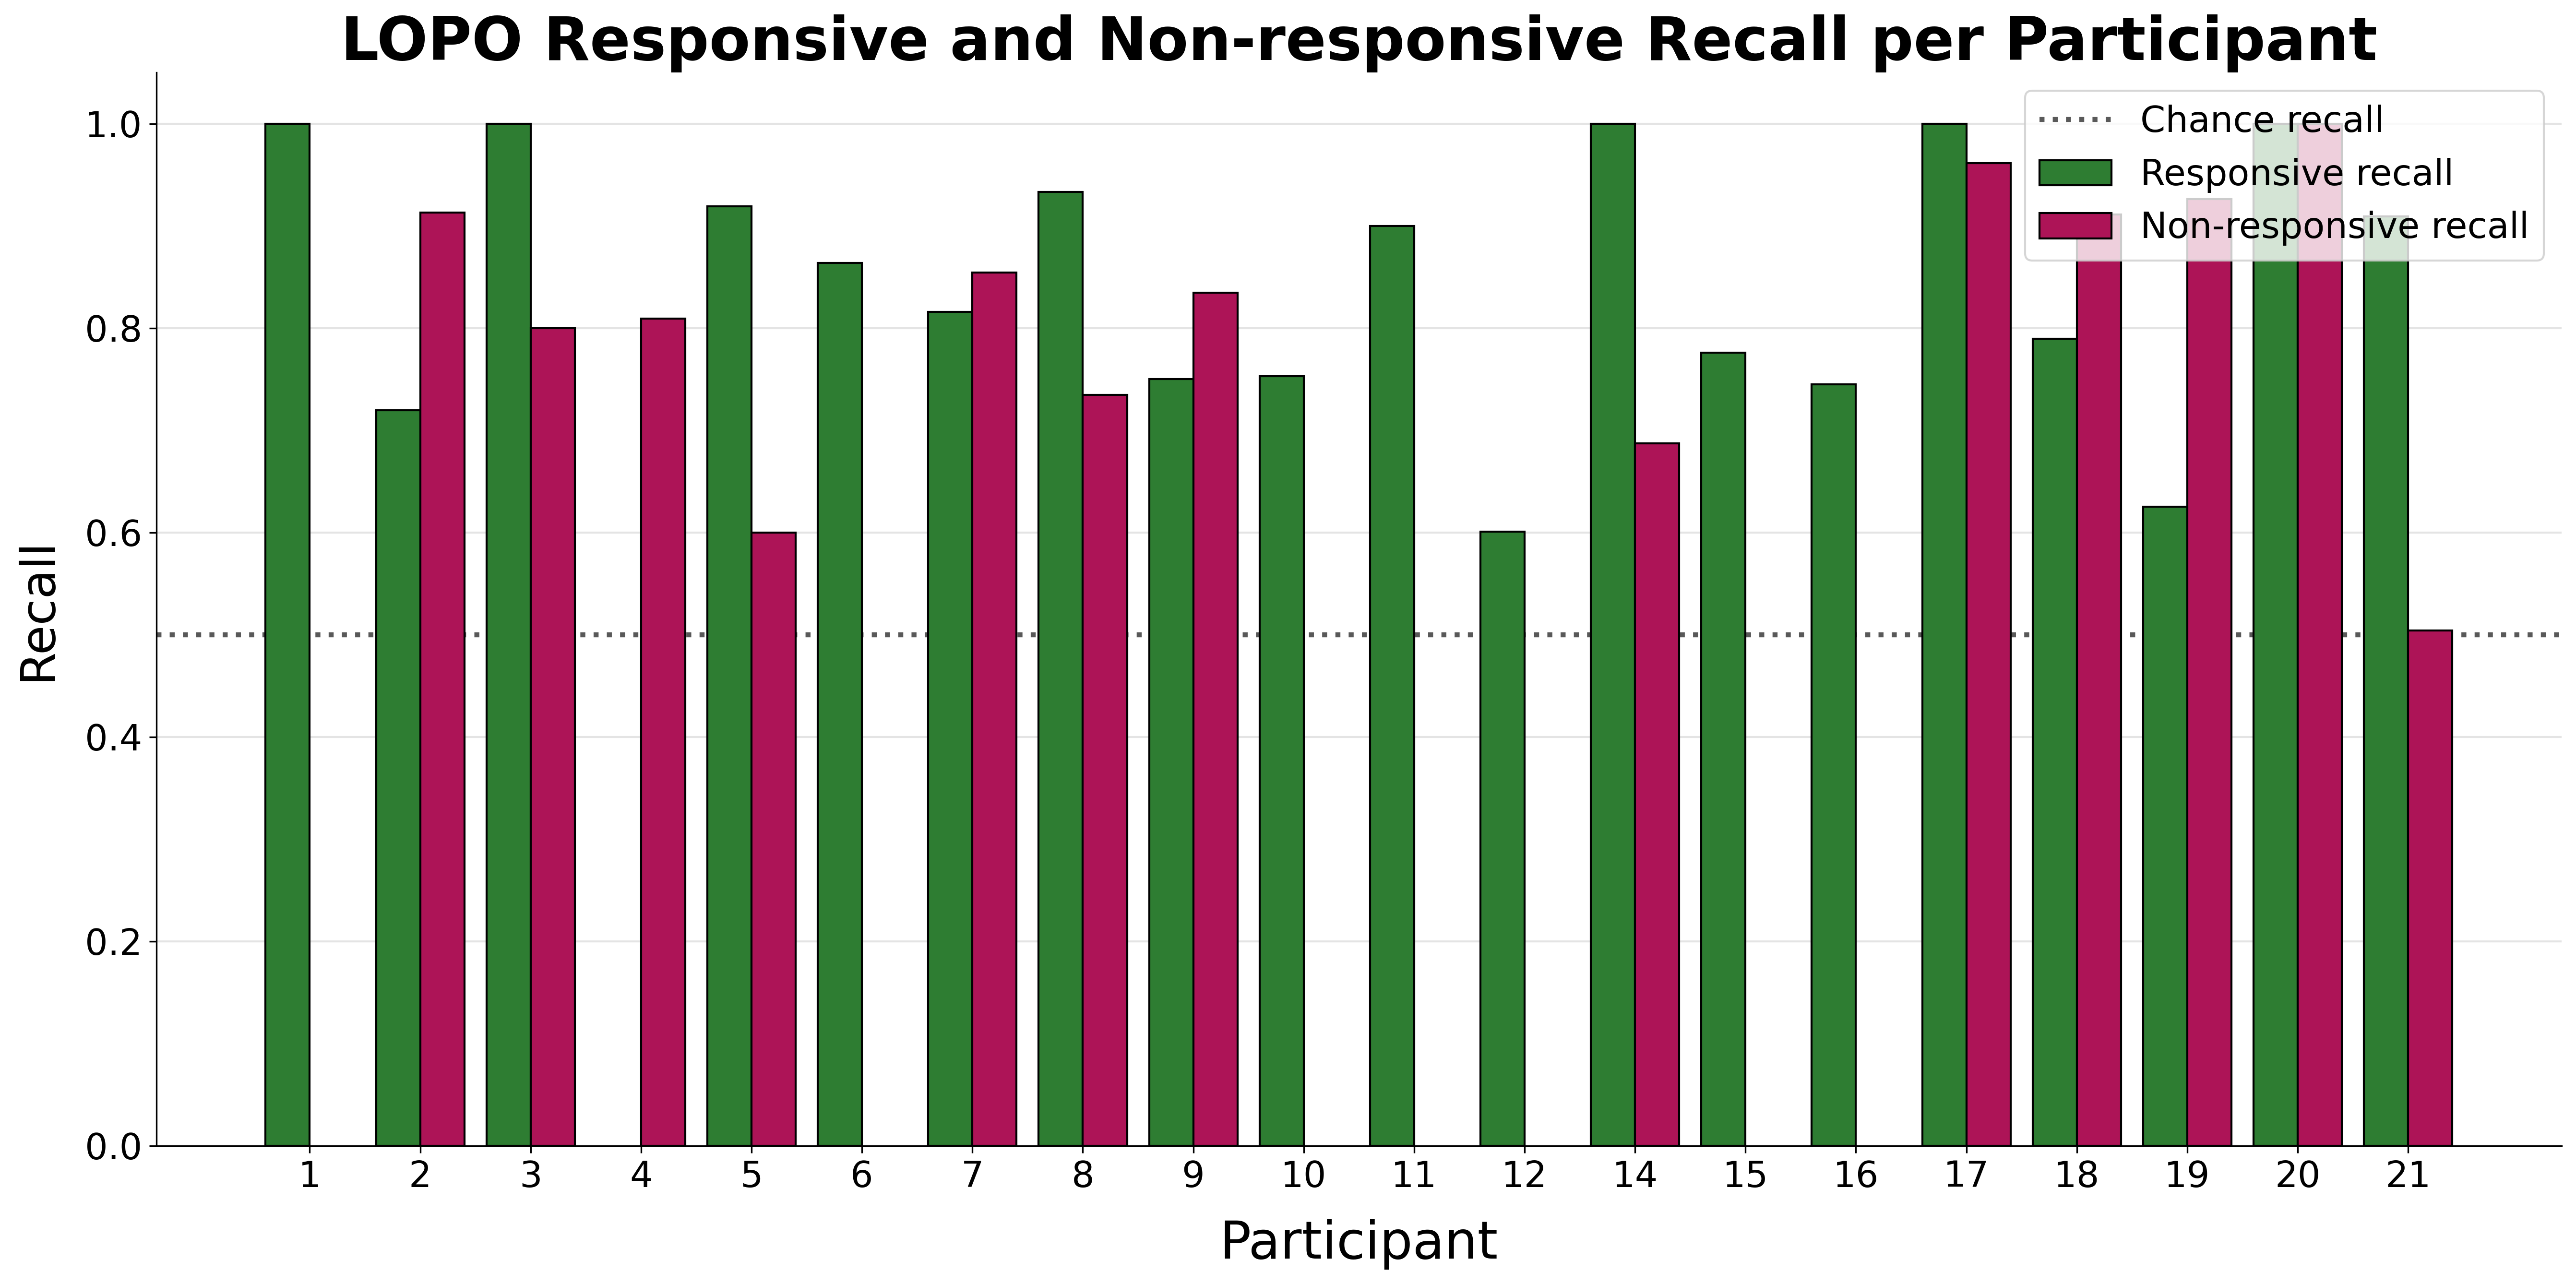 LOPO Responsive and Non-responsive Recall per Participant
Chance recall
Responsive recall
Non-responsive recall
Recall
1.0
0.8
0.6
0.4
0.2
0.0
1 2 3 4 5 6 7 8 9 10 11 12 14 15 16 17 18 19 20 21
Participant